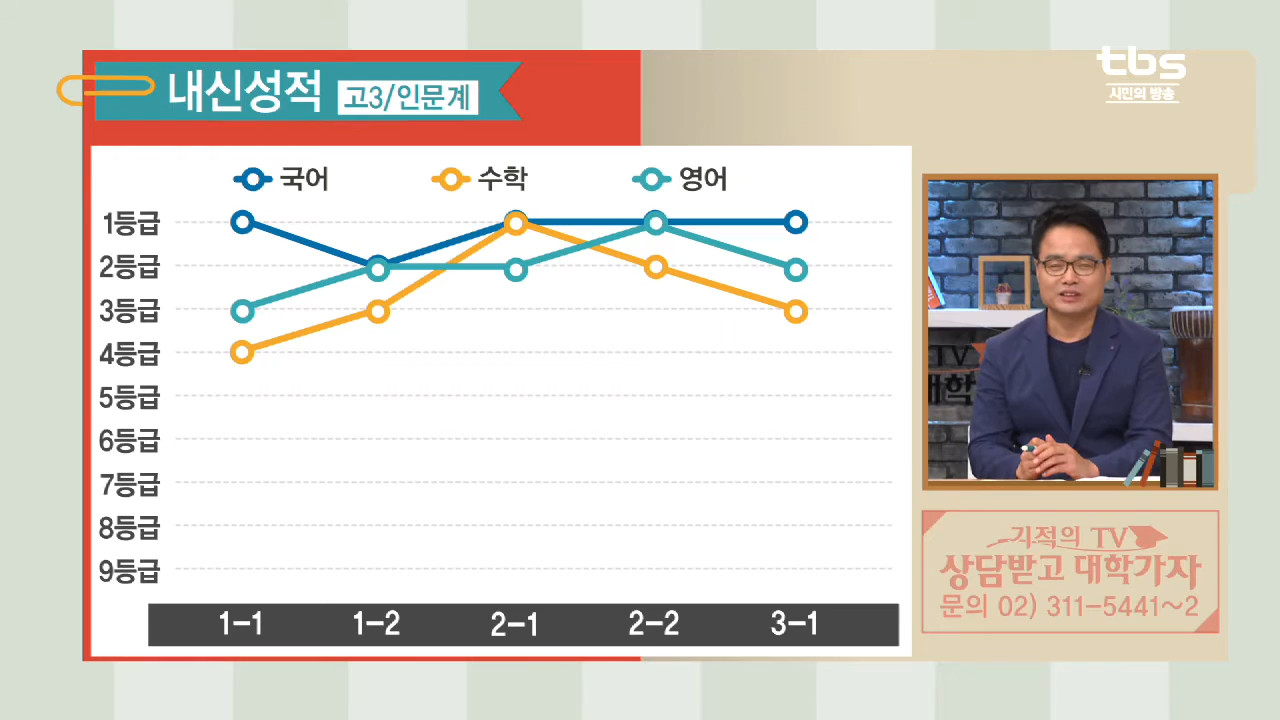 내신성적 고3/인문계
tbs
시민의 방송
국어 수학 영어
1등급
2등급
3등급
4등급
5등급
6등급
7등급
8등급
9등급
1-1 1-2 2-1 2-2 3-1
TV
대학
기적의 TV
상담받고 대학가자
문의 02) 311-5441~2